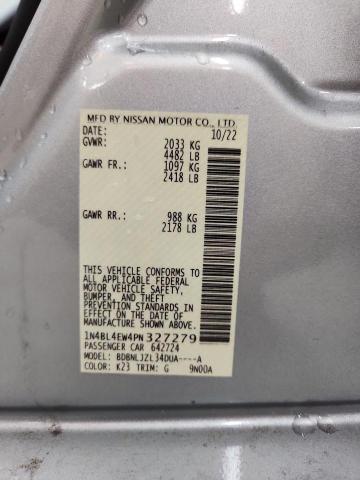 MFD BY NISSAN MOTOR CO., LTD.
DATE: 10/22
GVWR: 2033 KG
4482 LB
GAWR FR.: 1097 KG
2418 LB
GAWR RR.: 988 KG
2178 LB
THIS VEHICLE CONFORMS TO
ALL APPLICABLE FEDERAL
MOTOR VEHICLE SAFETY,
BUMPER, AND THEFT
PREVENTION STANDARDS IN
EFFECT ON THE DATE OF
MANUFACTURE SHOWN ABOVE.
1N4BL4EW4PN327279
PASSENGER CAR 642724
MODEL: BDBNLJZL34DUA----A
COLOR: K23 TRIM: G 9N00A